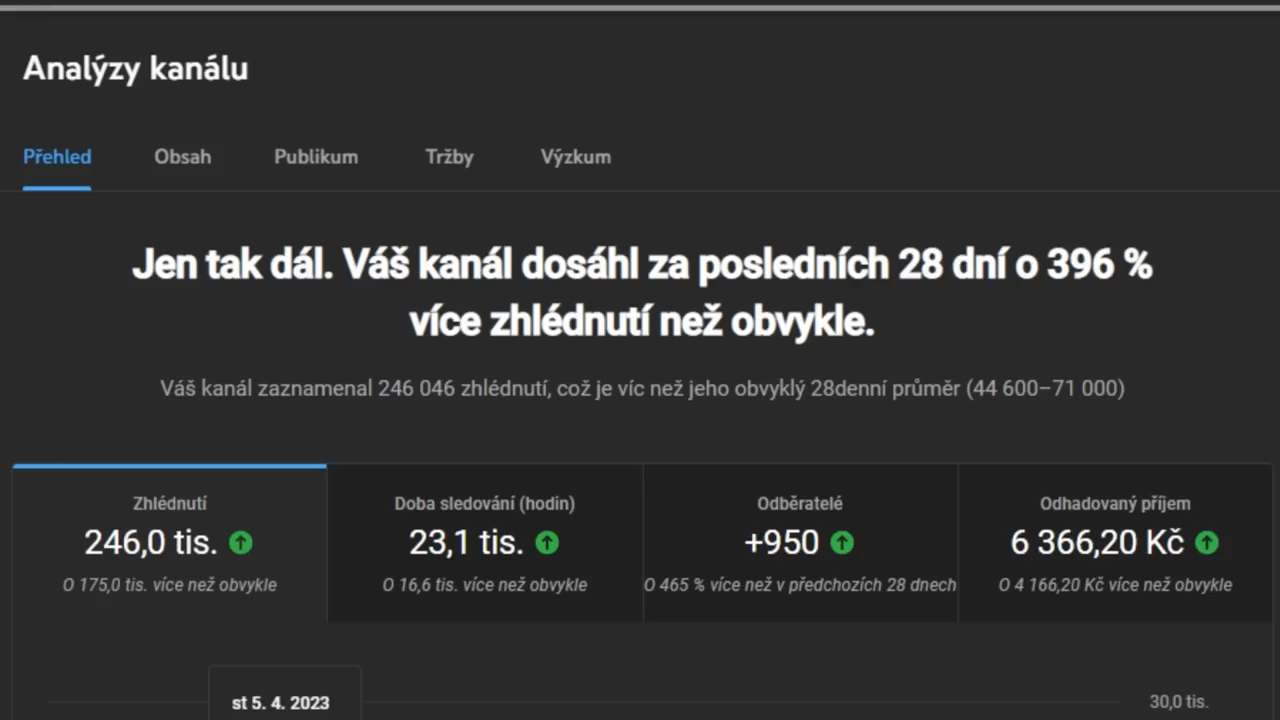 Analýzy kanálu
Přehled Obsah Publikum Tržby Výzkum
Jen tak dál. Váš kanál dosáhl za posledních 28 dní o 396 %
více zhlédnutí než obvykle.
Váš kanál zaznamenal 246 046 zhlédnutí, což je víc než jeho obvyklý 28denní průměr (44 600–71 000)
Zhlédnutí
246,0 tis.
O 175,0 tis. více než obvykle
Doba sledování (hodin)
23,1 tis.
O 16,6 tis. více než obvykle
Odběratelé
+950
O 465 % více než v předchozích 28 dnech
Odhadovaný příjem
6 366,20 Kč
O 4 166,20 Kč více než obvykle
st 5. 4. 2023
30,0 tis.